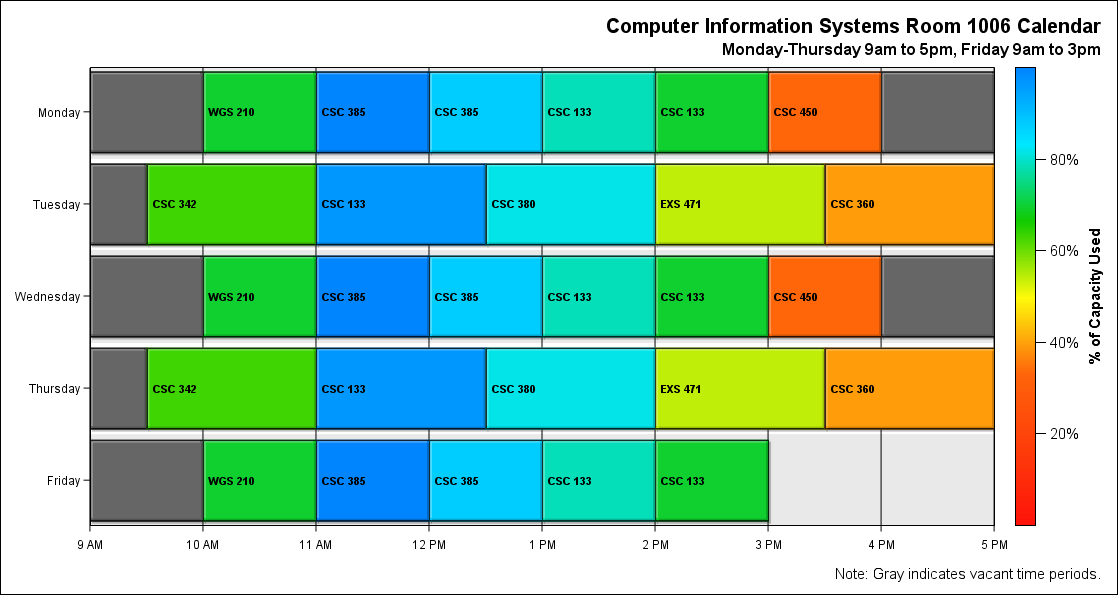 Computer Information Systems Room 1006 Calendar
Monday-Thursday 9am to 5pm, Friday 9am to 3pm
Monday WGS 210 CSC 385 CSC 385 CSC 133 CSC 133 CSC 450
Tuesday CSC 342 CSC 133 CSC 380 EXS 471 CSC 360
Wednesday WGS 210 CSC 385 CSC 385 CSC 133 CSC 133 CSC 450
Thursday CSC 342 CSC 133 CSC 380 EXS 471 CSC 360
Friday WGS 210 CSC 385 CSC 385 CSC 133 CSC 133
9 AM 10 AM 11 AM 12 PM 1 PM 2 PM 3 PM 4 PM 5 PM
80%
60%
40%
20%
% of Capacity Used
Note: Gray indicates vacant time periods.